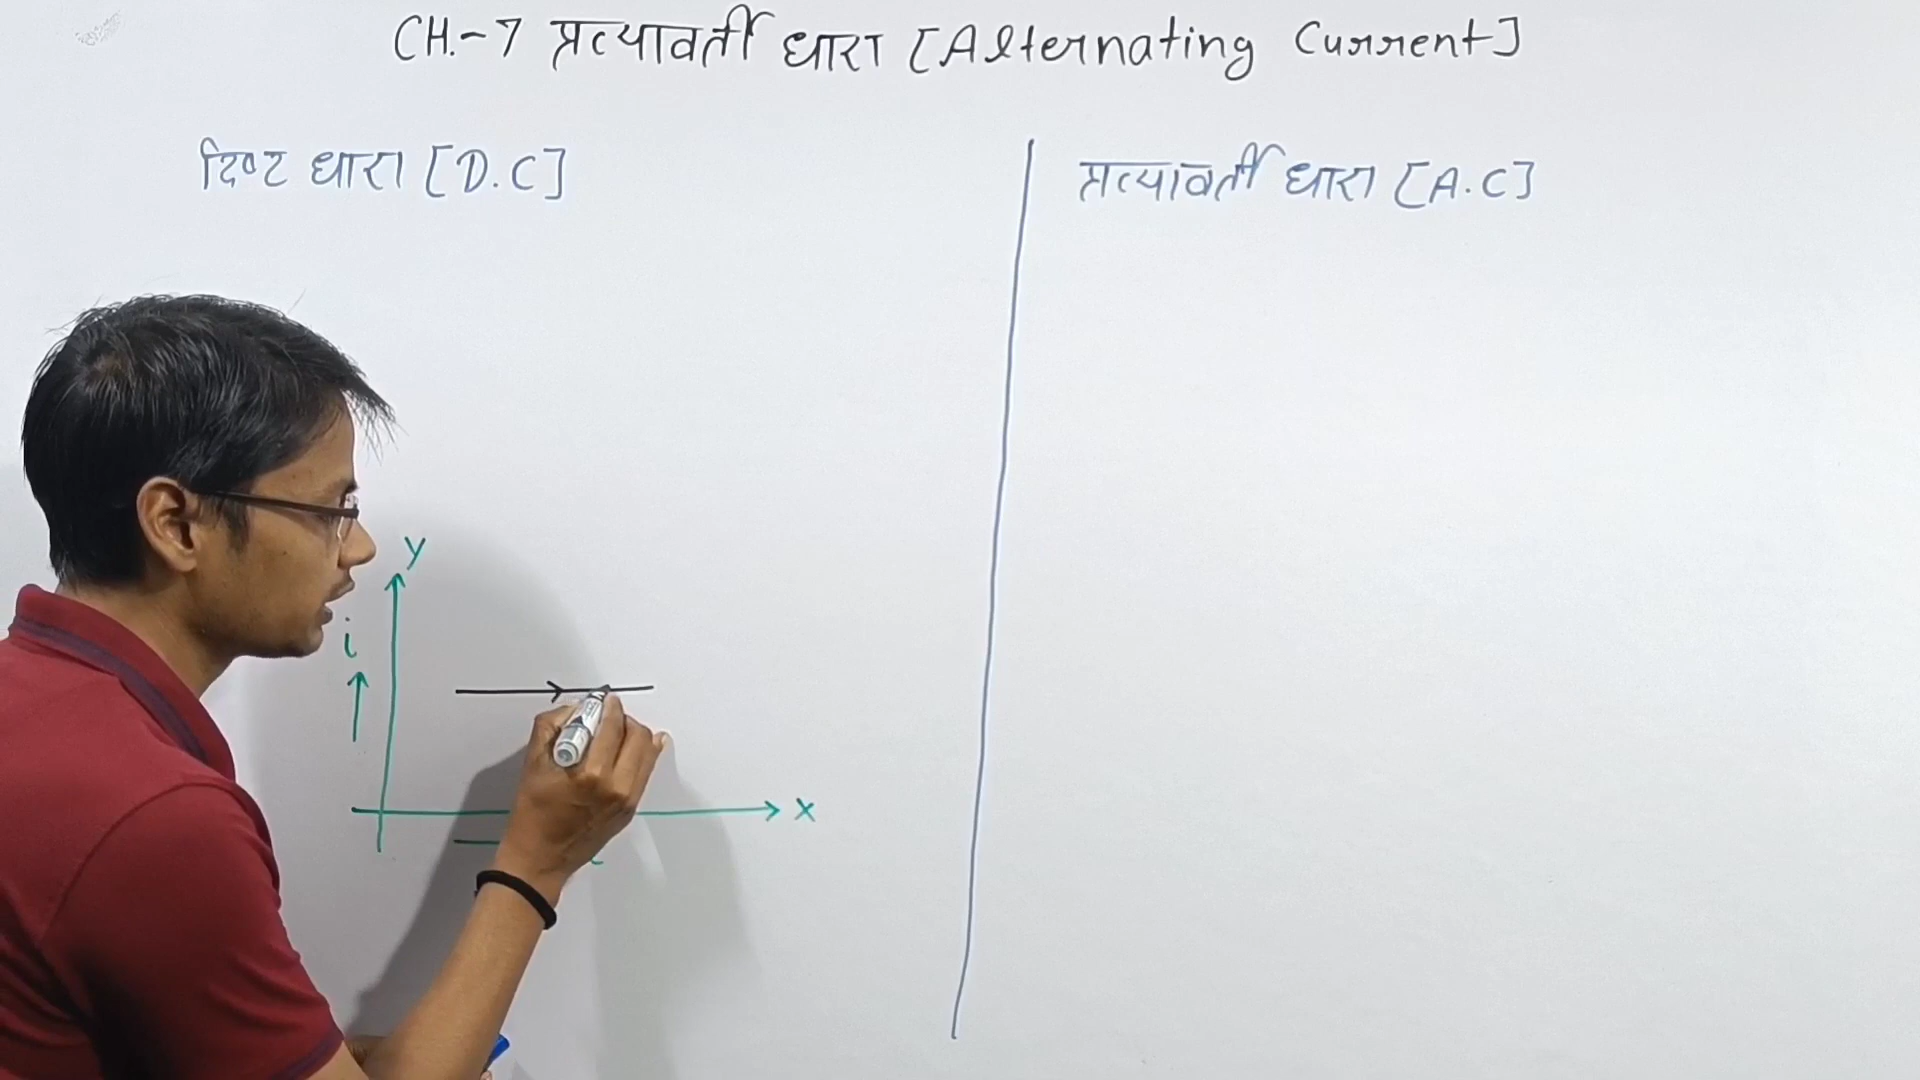 CH.-7 प्रत्यावर्ती धारा [Alternating Current]
दिष्ट धारा [D.C]
प्रत्यावर्ती धारा [A.C]
y
i
x